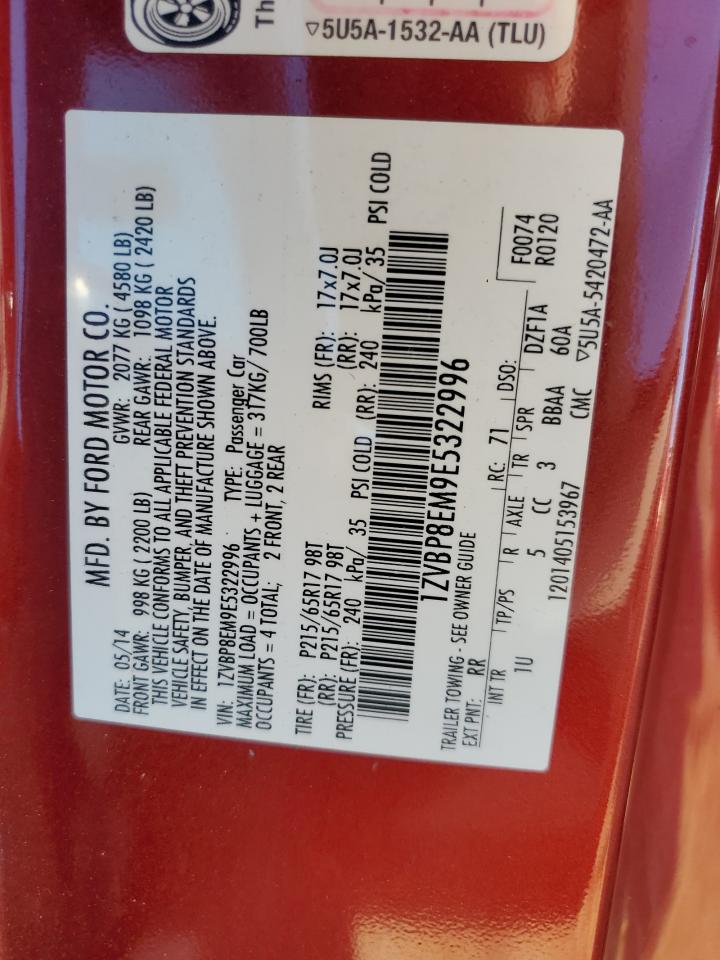 Th
▽5U5A-1532-AA (TLU)
MFD. BY FORD MOTOR CO.
DATE: 05/14 GVWR: 2077 KG ( 4580 LB)
FRONT GAWR: 998 KG ( 2200 LB) REAR GAWR: 1098 KG ( 2420 LB)
THIS VEHICLE CONFORMS TO ALL APPLICABLE FEDERAL MOTOR
VEHICLE SAFETY, BUMPER, AND THEFT PREVENTION STANDARDS
IN EFFECT ON THE DATE OF MANUFACTURE SHOWN ABOVE.
VIN: 1ZVBP8EM9E5322996 TYPE: Passenger Car
MAXIMUM LOAD = OCCUPANTS + LUGGAGE = 317KG/ 700LB
OCCUPANTS = 4 TOTAL; 2 FRONT, 2 REAR
TIRE (FR): P215/65R17 98T RIMS (FR): 17x7.0J
(RR): P215/65R17 98T (RR): 17x7.0J
PRESSURE (FR): 240 kPa/ 35 PSI COLD (RR): 240 kPa/ 35 PSI COLD
1ZVBP8EM9E5322996
TRAILER TOWING - SEE OWNER GUIDE
EXT PNT: RR RC: 71 DSO: F0074
R0120
INT TR TP/PS R AXLE TR SPR
1U 5 CC 3 BBAA DZF1A
60A
1201405153967 CMC ▽5U5A-5420472-AA